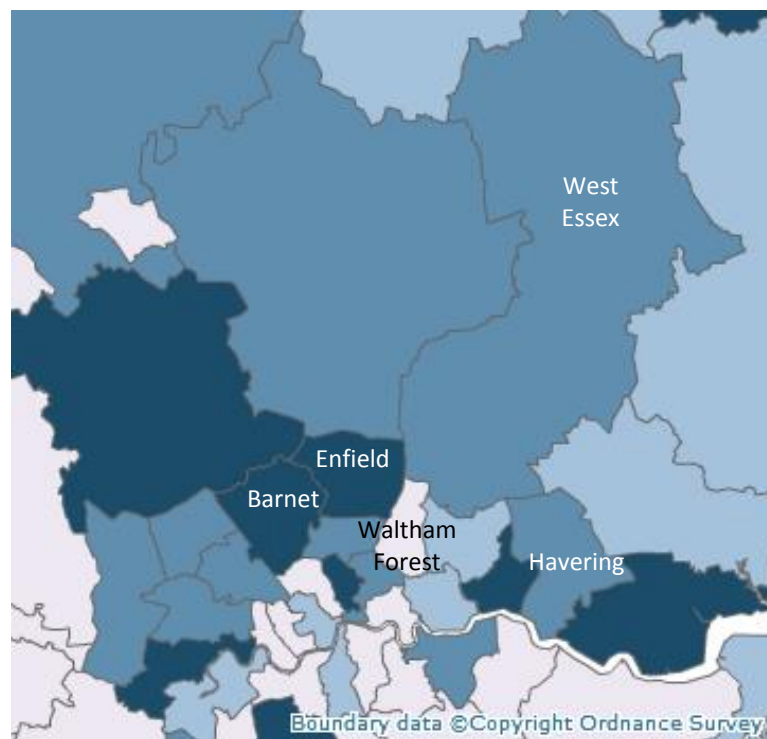 West
Essex
Enfield
Barnet
Waltham
Forest
Havering
Boundary data ©Copyright Ordnance Survey